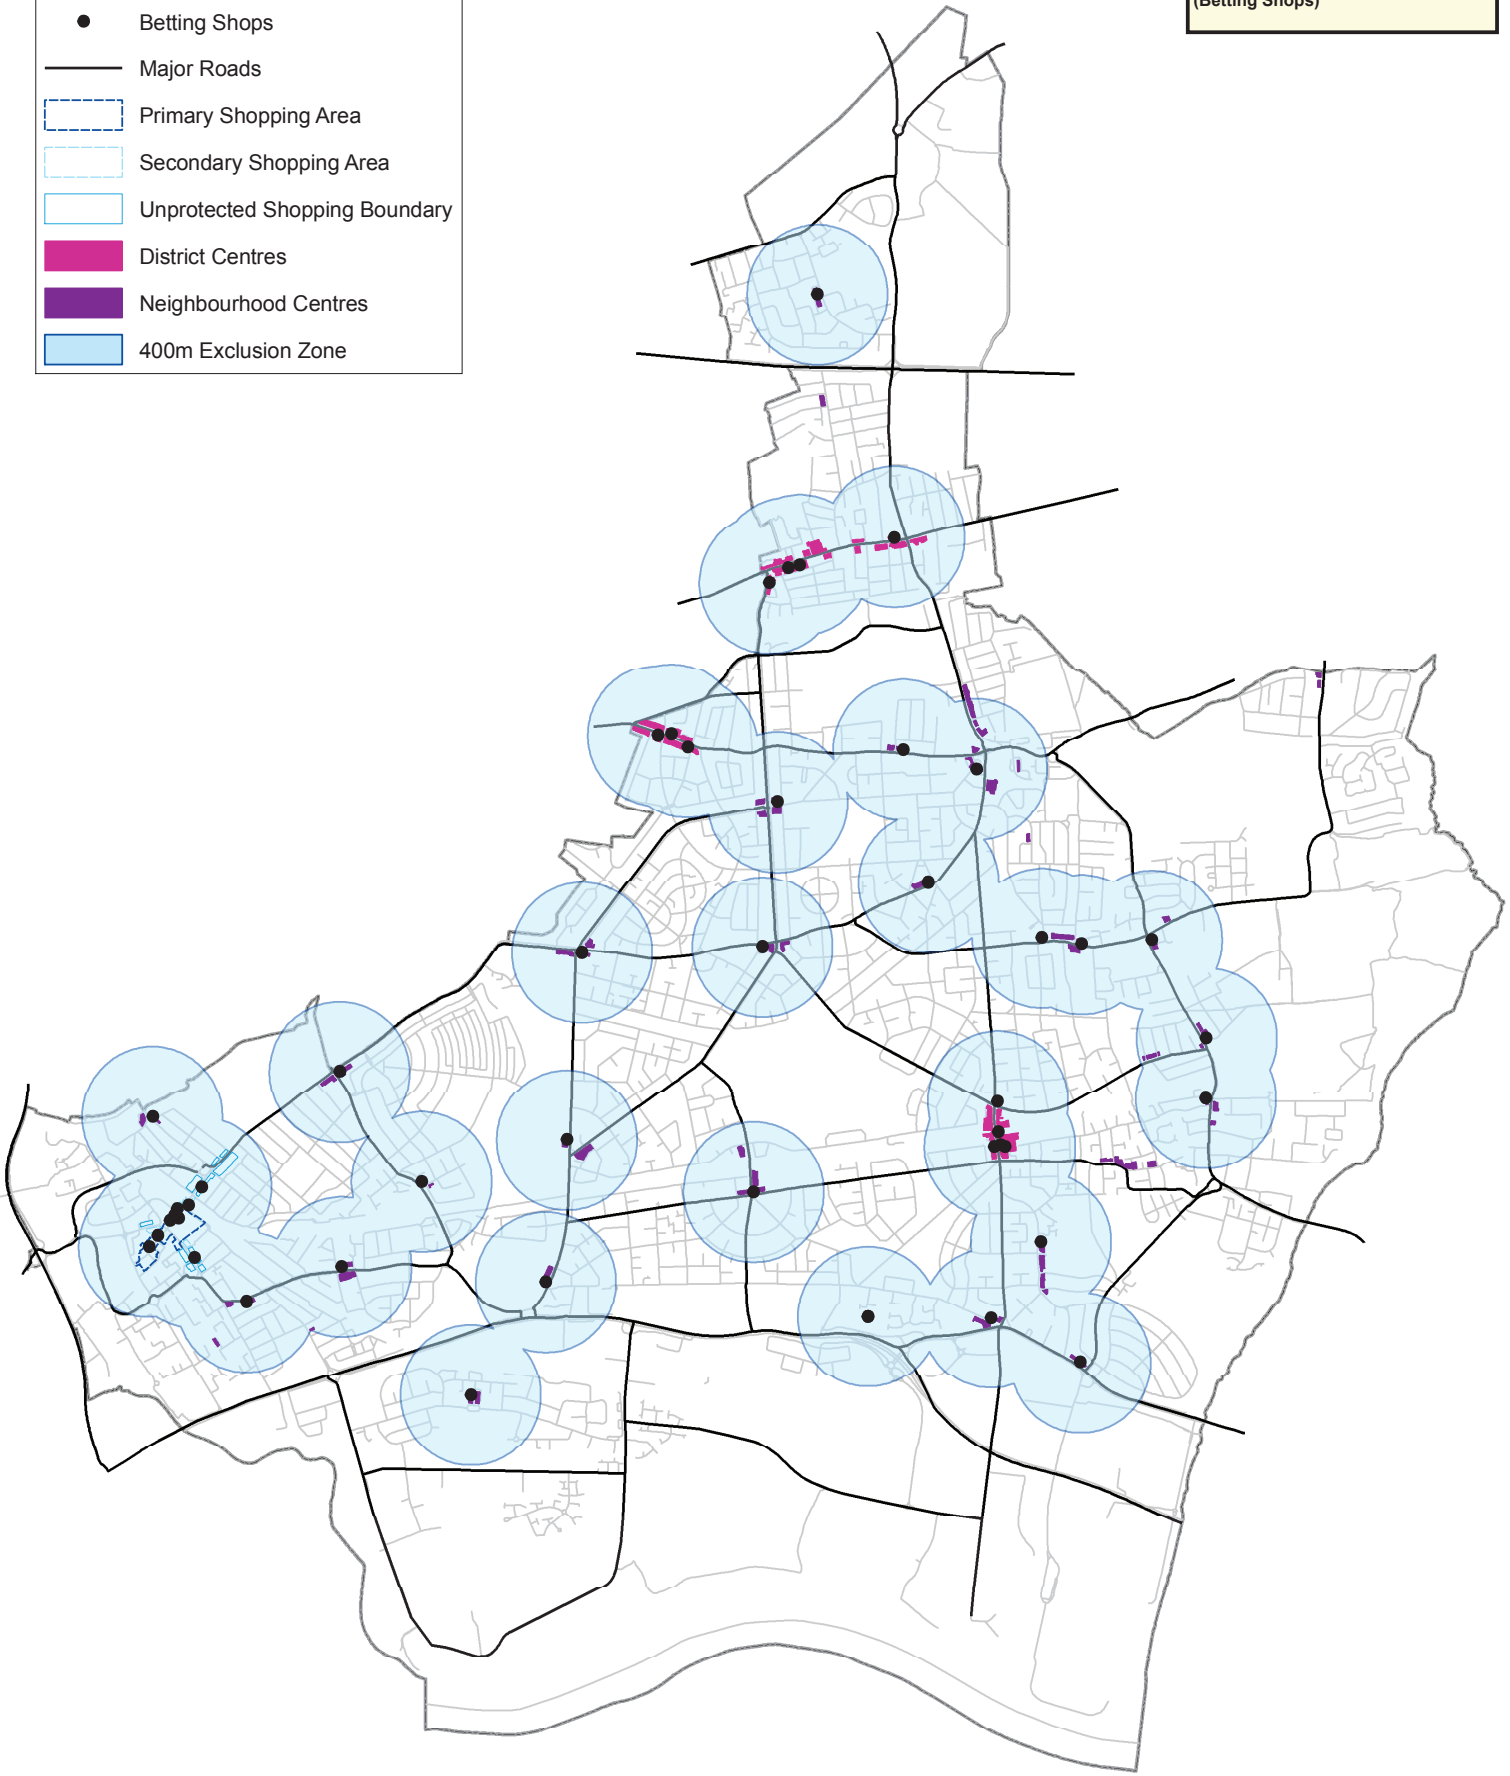 (Betting Shops)
Betting Shops
Major Roads
Primary Shopping Area
Secondary Shopping Area
Unprotected Shopping Boundary
District Centres
Neighbourhood Centres
400m Exclusion Zone